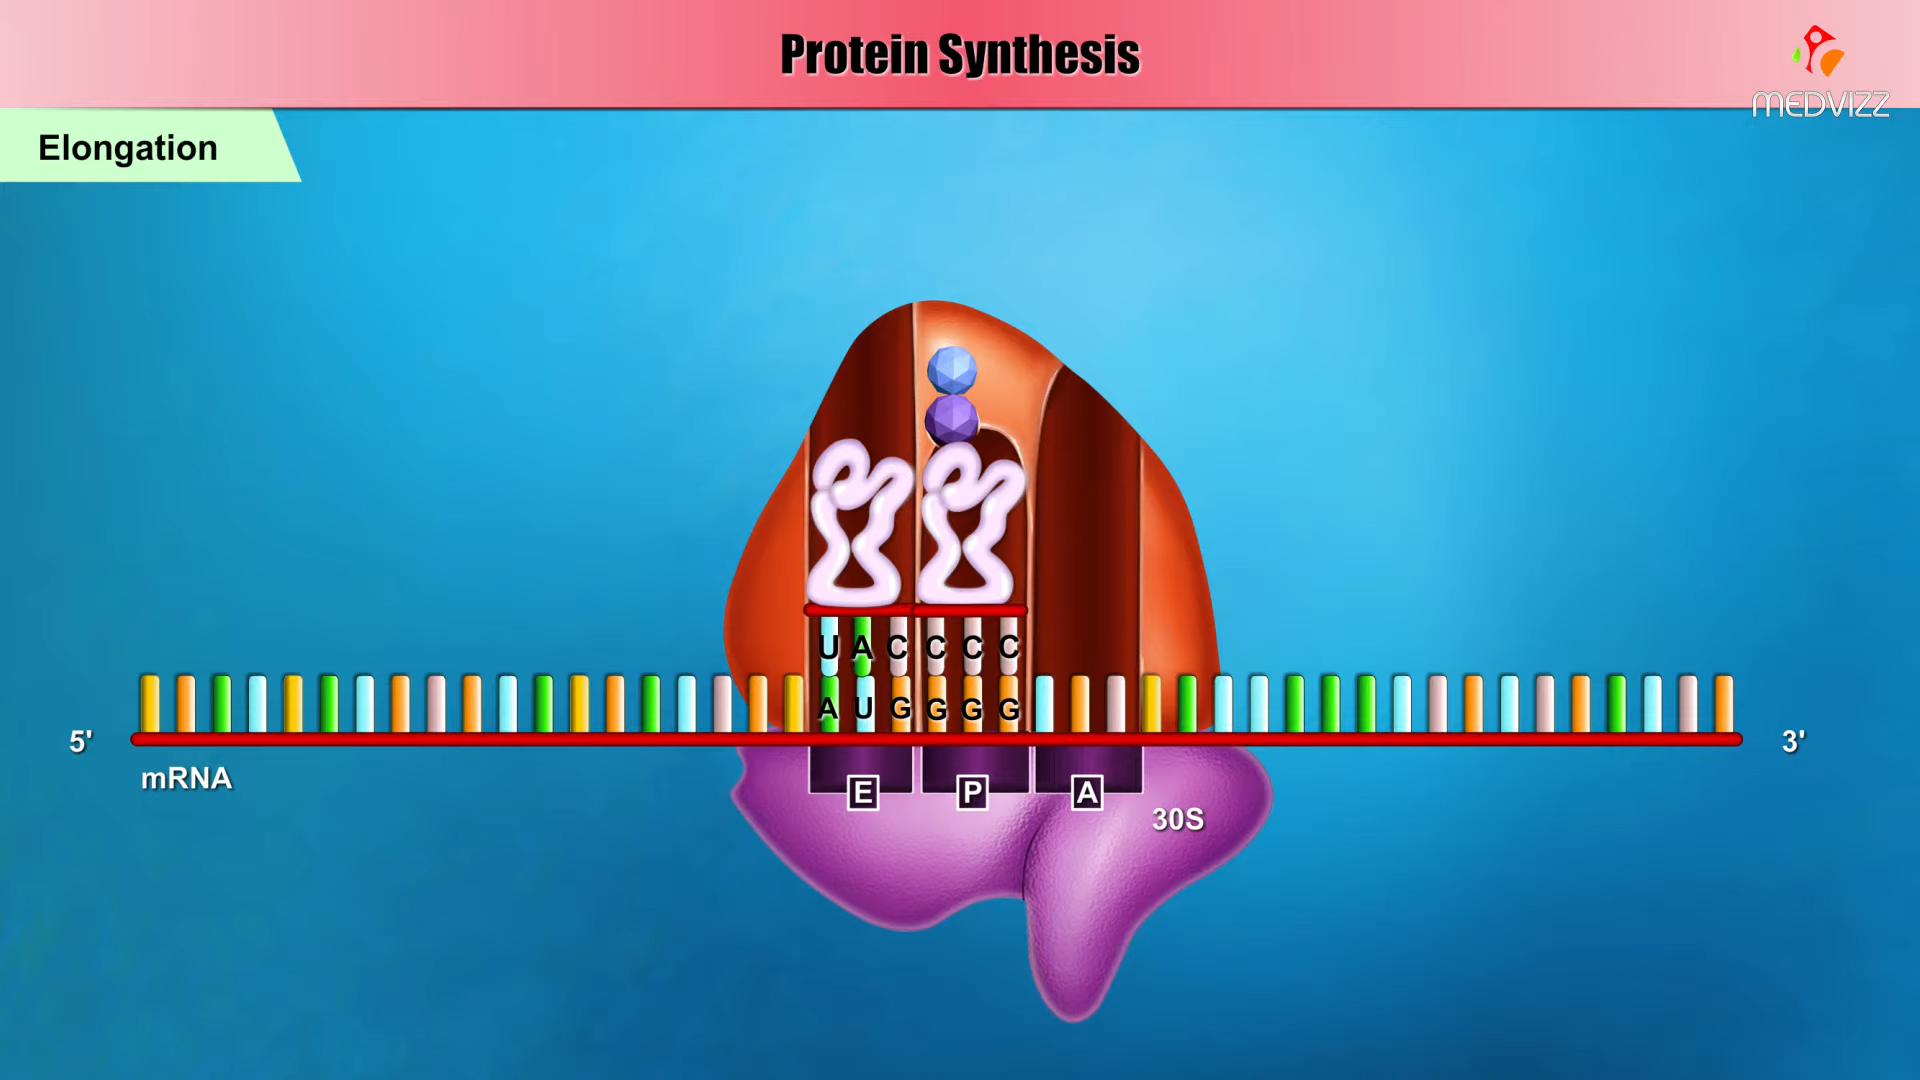 Protein Synthesis
MEDVIZZ
Elongation
U A C C C C
A U G G G G
5'
3'
mRNA
E P A
30S